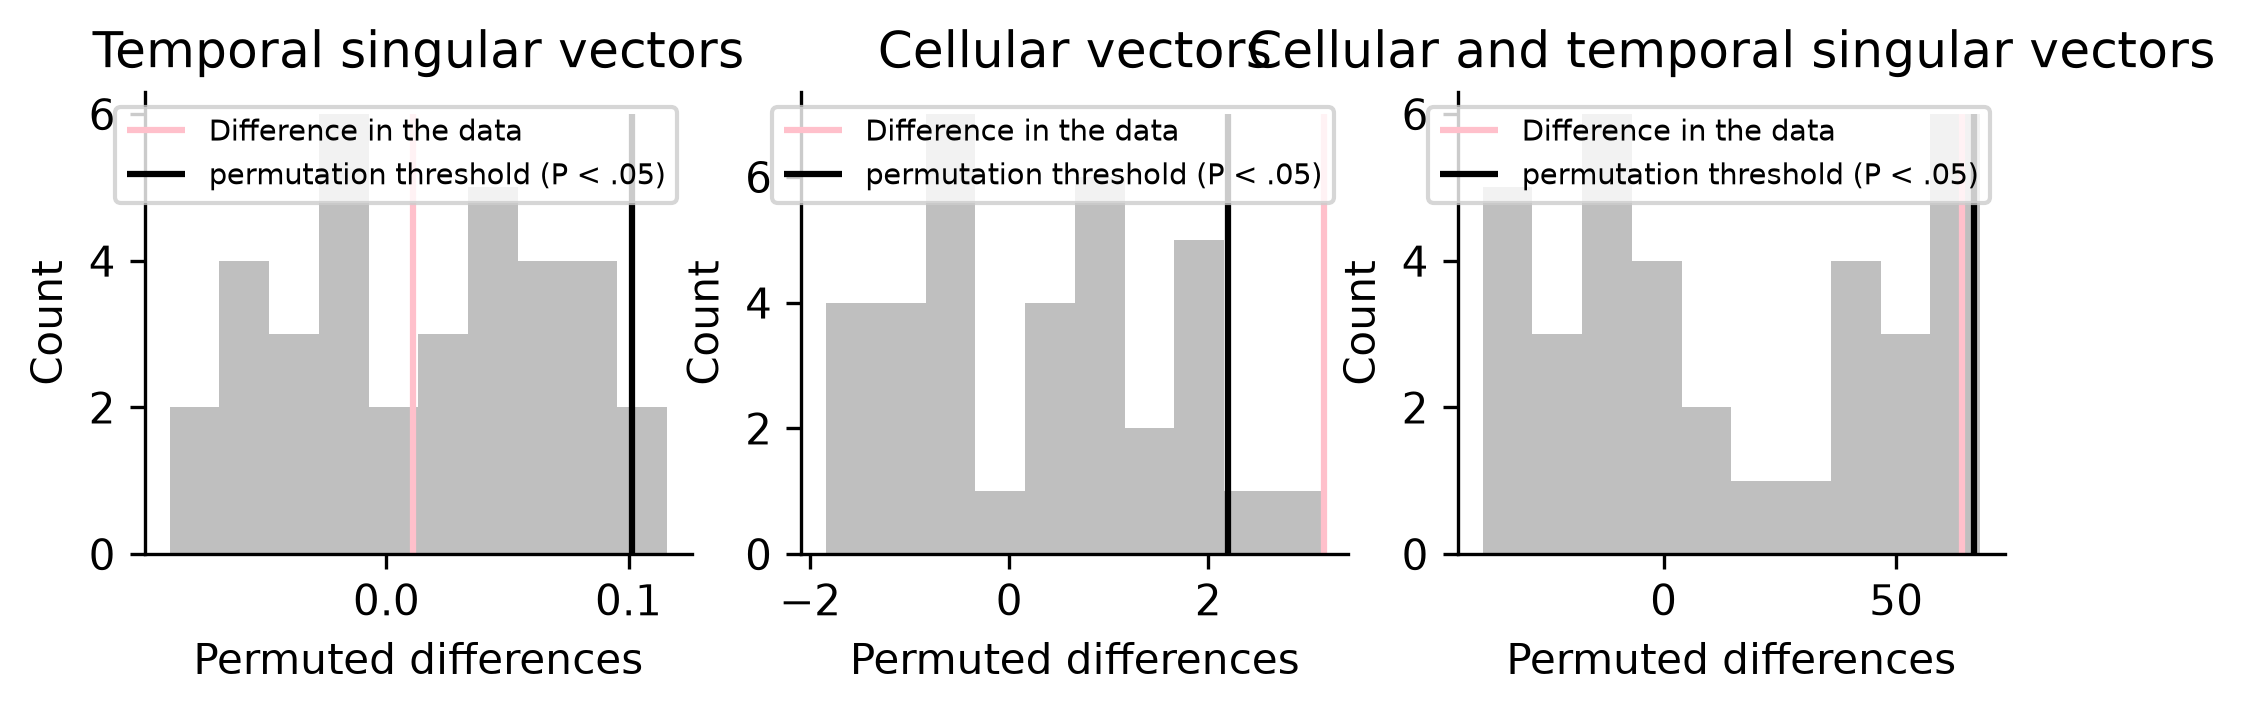 Temporal singular vectors
Count
6
4
2
0
Difference in the data
permutation threshold (P < .05)
0.0
0.1
Permuted differences
Cellular vectors
Count
6
4
2
0
Difference in the data
permutation threshold (P < .05)
−2
0
2
Permuted differences
Cellular and temporal singular vectors
Count
6
4
2
0
Difference in the data
permutation threshold (P < .05)
0
50
Permuted differences